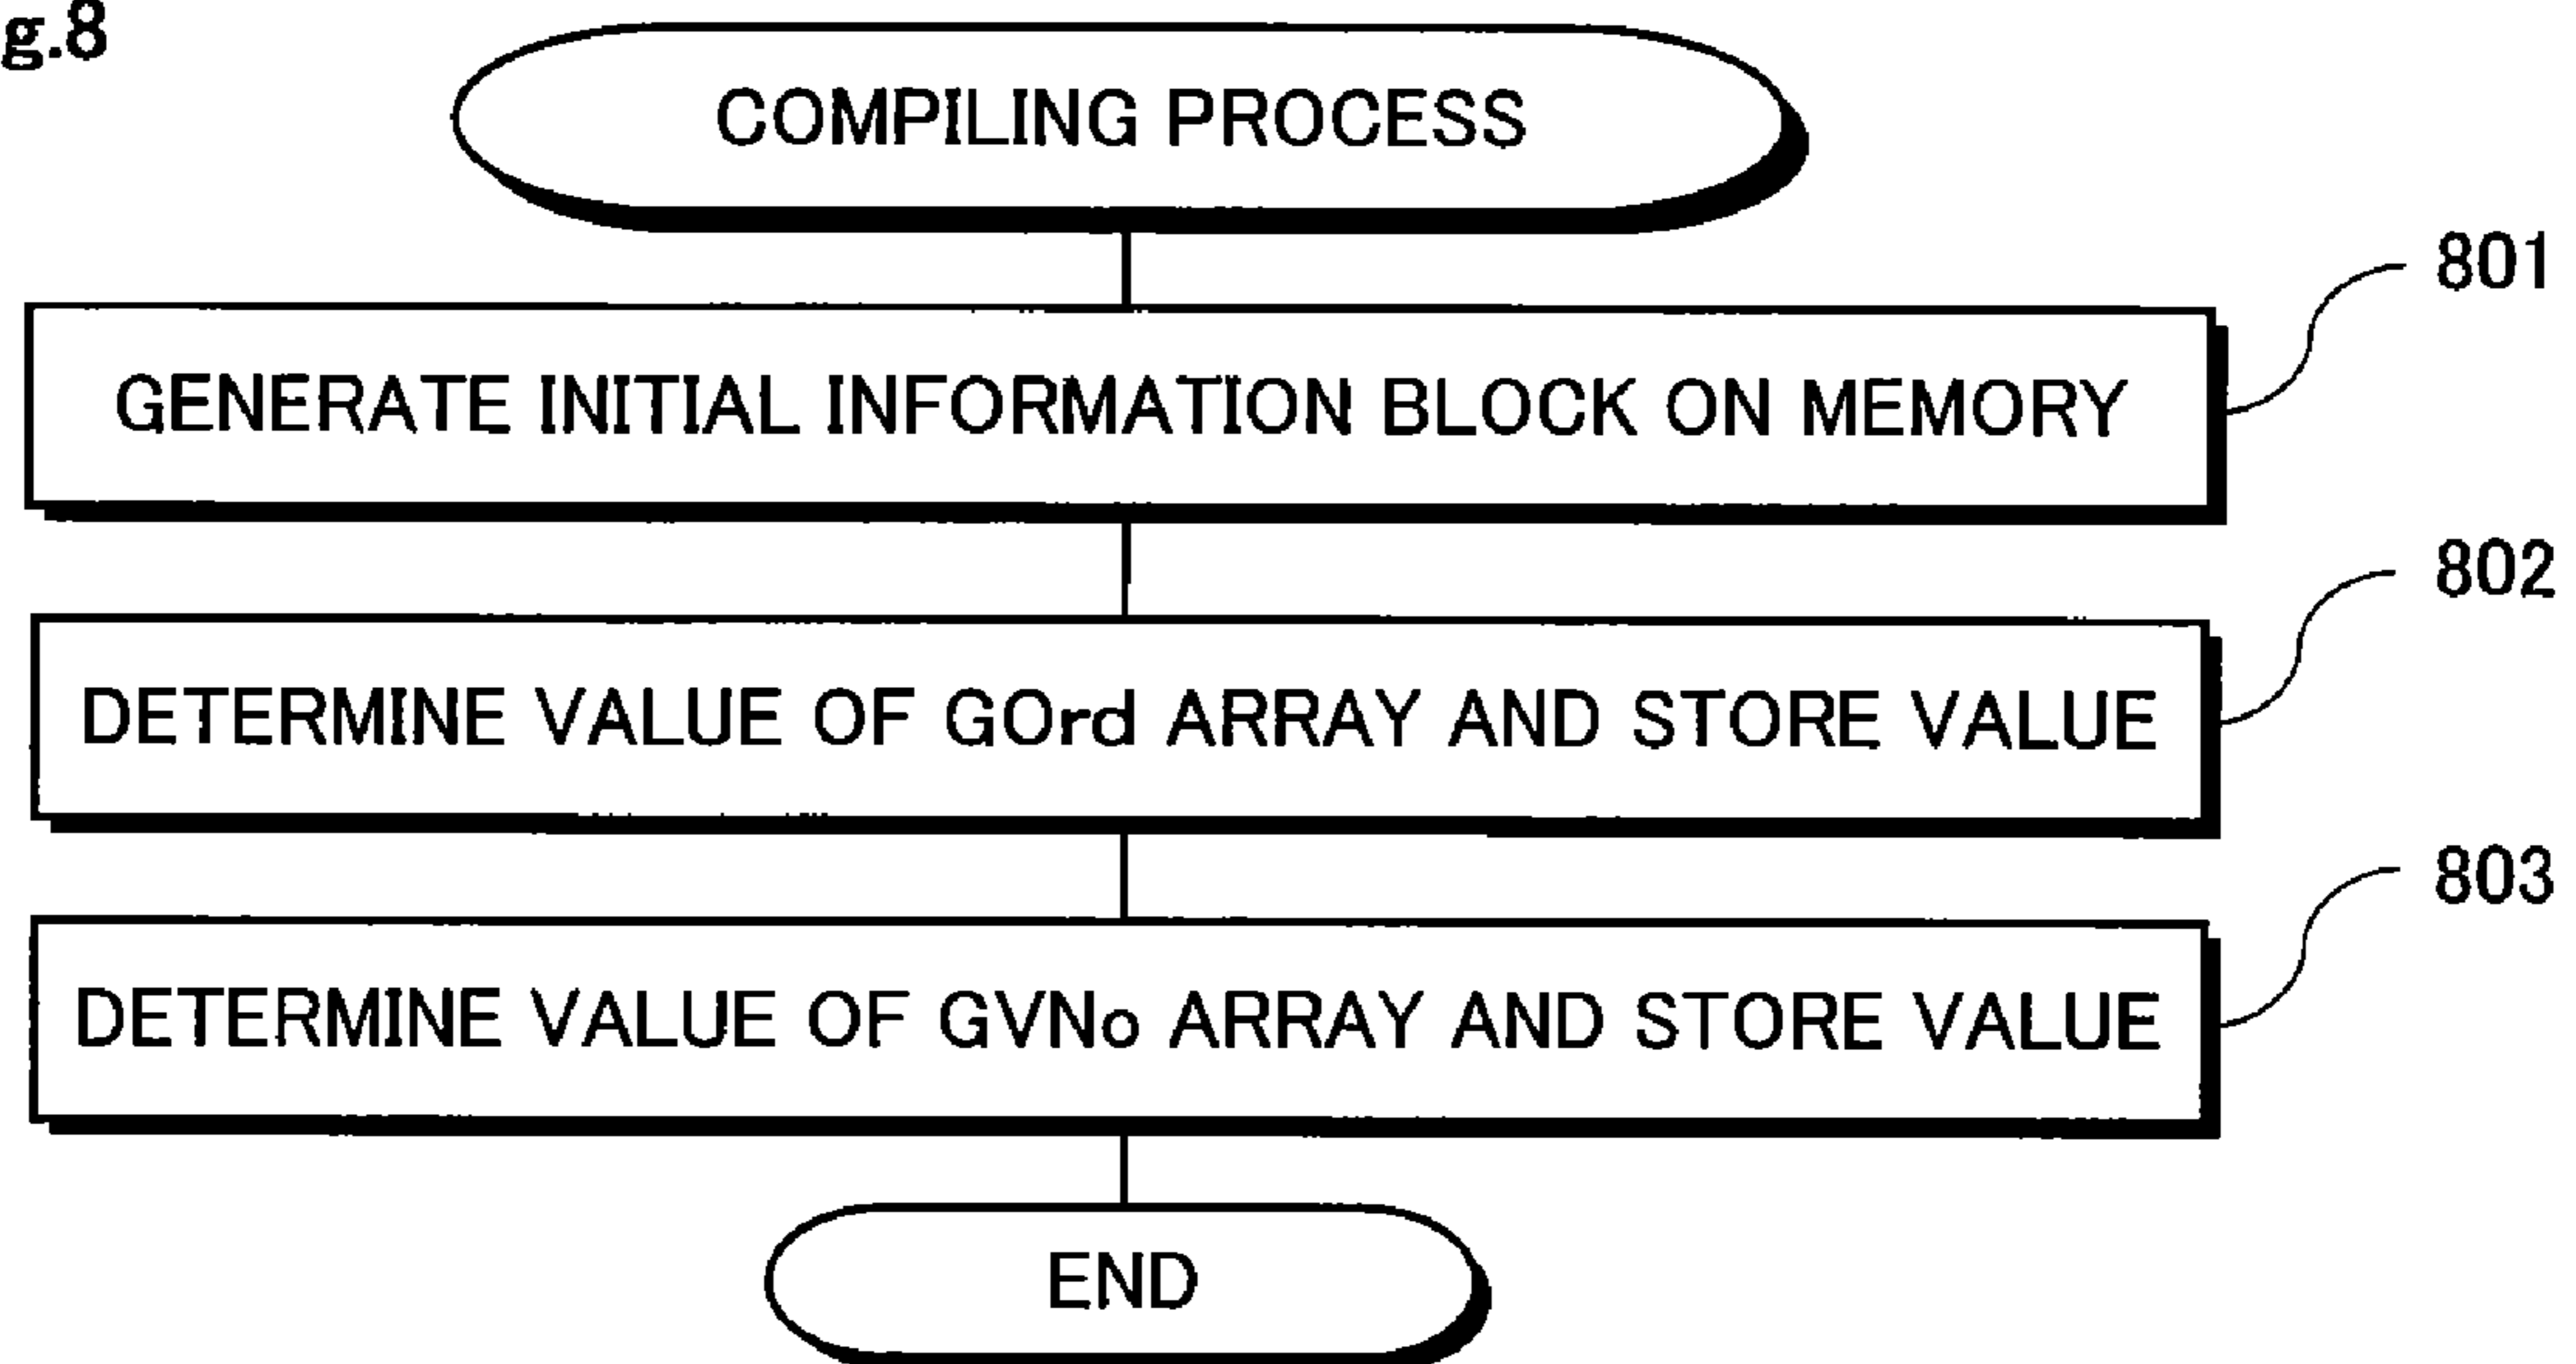 g.8
COMPILING PROCESS
801
GENERATE INITIAL INFORMATION BLOCK ON MEMORY
802
DETERMINE VALUE OF GOrd ARRAY AND STORE VALUE
803
DETERMINE VALUE OF GVNo ARRAY AND STORE VALUE
END